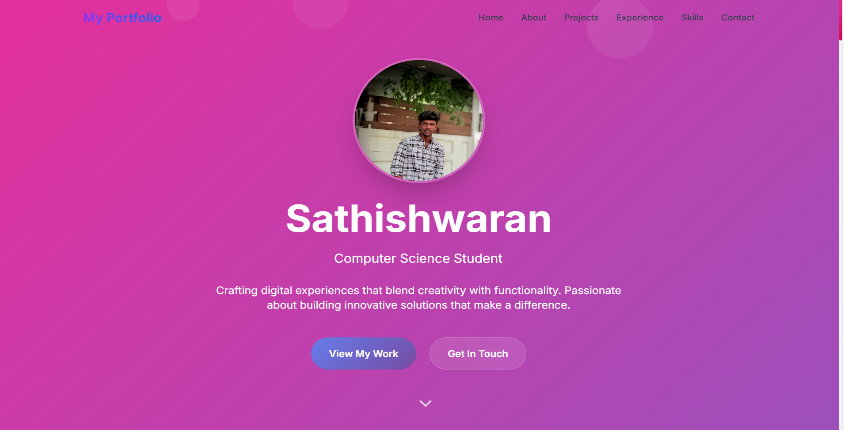 My Portfolio
Home About Projects Experience Skills Contact
Sathishwaran
Computer Science Student
Crafting digital experiences that blend creativity with functionality. Passionate
about building innovative solutions that make a difference.
View My Work Get In Touch